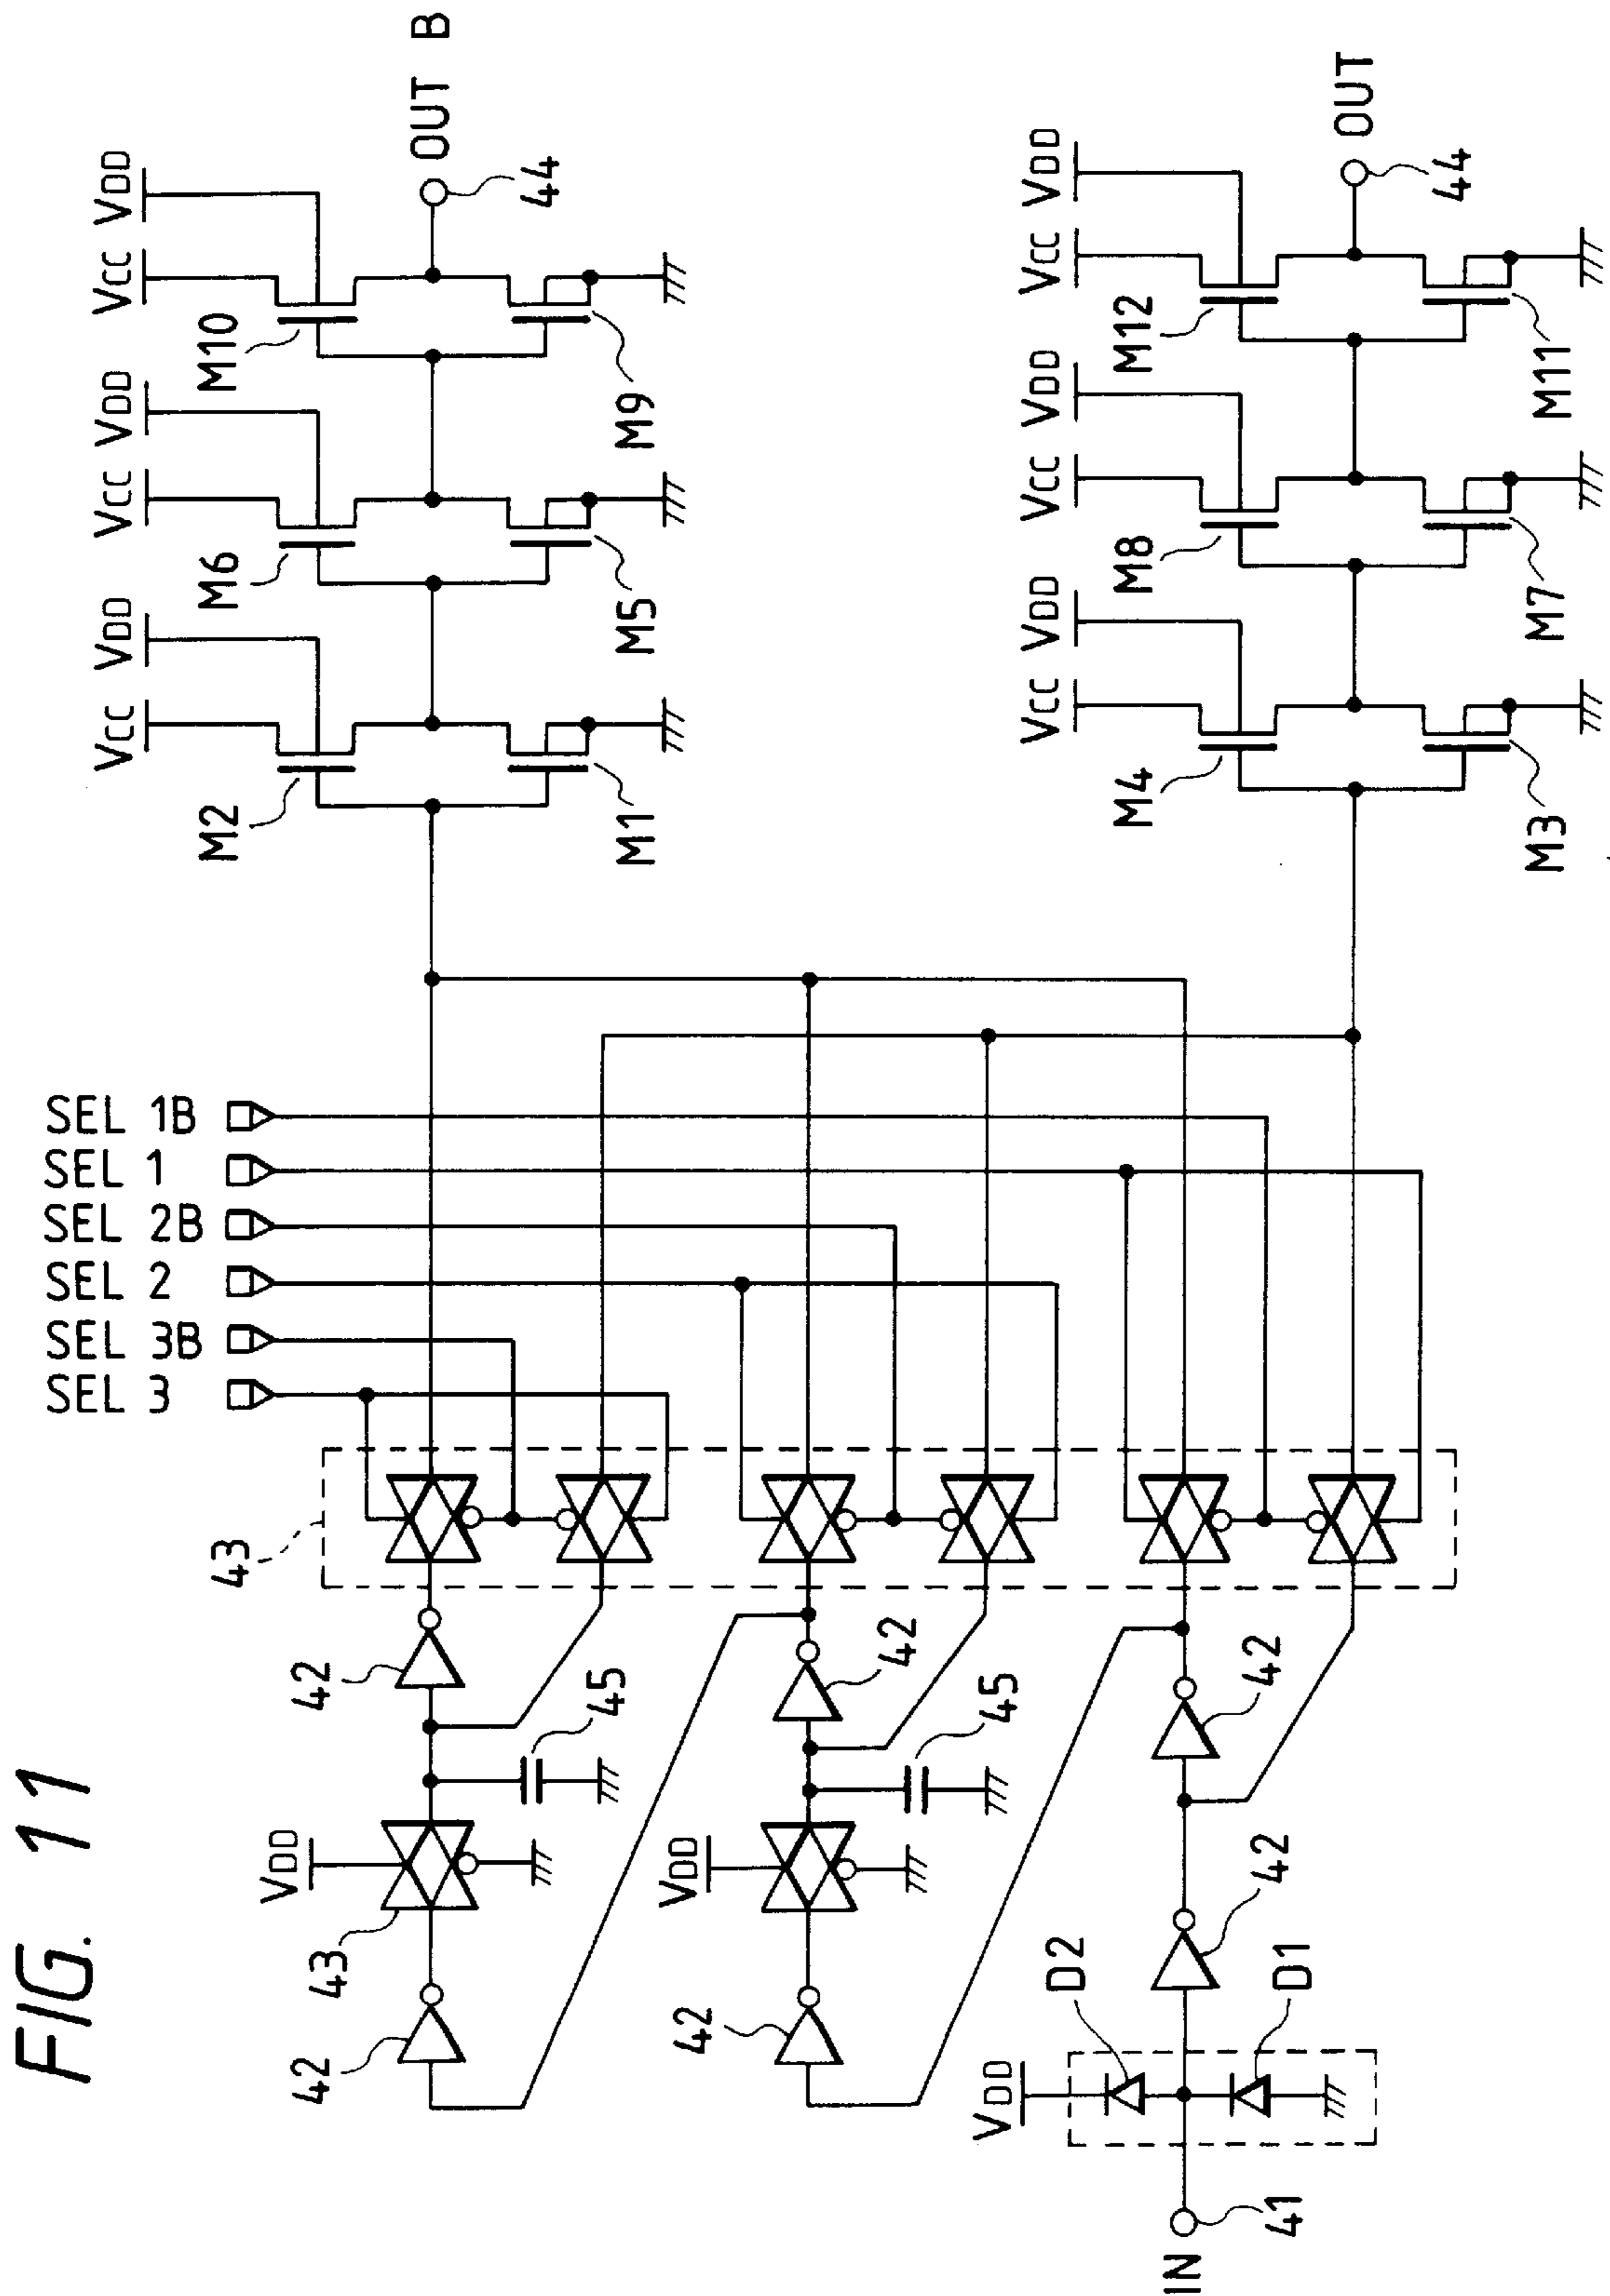 FIG. 11
IN
41
VDD
D2
D1
42
42
42
VDD
43
42
VDD
42
45
42
45
42
43
SEL 3
SEL 3B
SEL 2
SEL 2B
SEL 1
SEL 1B
M2
M1
VCC
VDD
M6
M5
VCC
VDD
M10
M9
VCC
VDD
OUT B
44
M4
M3
VCC
VDD
M8
M7
VCC
VDD
M12
M11
VCC
VDD
OUT
44